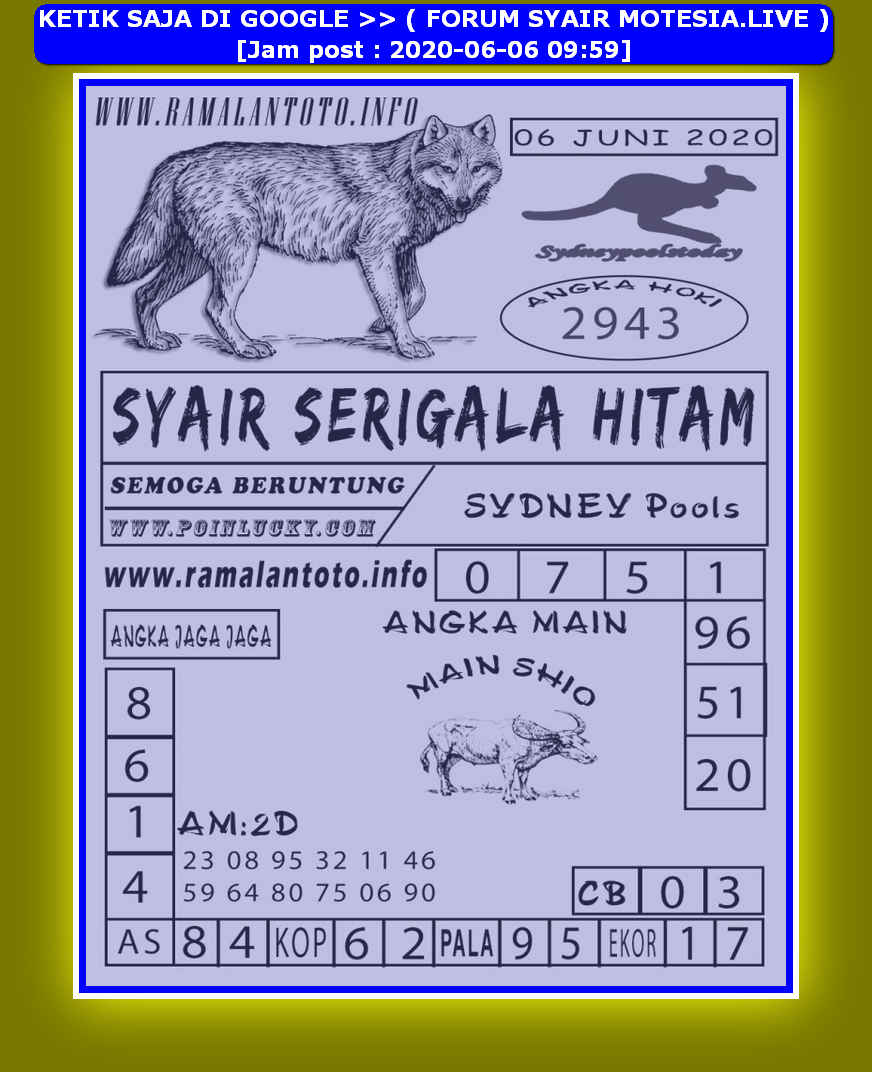 KETIK SAJA DI GOOGLE >> ( FORUM SYAIR MOTESIA.LIVE )
[Jam post : 2020-06-06 09:59]
WWW.RAMALANTOTO.INFO
06 JUNI 2020
Sydneypoolstoday
ANGKA HOKI
2943
SYAIR SERIGALA HITAM
SEMOGA BERUNTUNG
WWW.POINLUCKY.COM
SYDNEY Pools
www.ramalantoto.info
0 7 5 1
ANGKA JAGA JAGA
ANGKA MAIN
96
MAIN SHIO
8
51
6
20
1
AM:2D
23 08 95 32 11 46
4
59 64 80 75 06 90
CB 0 3
AS 8 4 KOP 6 2 PALA 9 5 EKOR 1 7